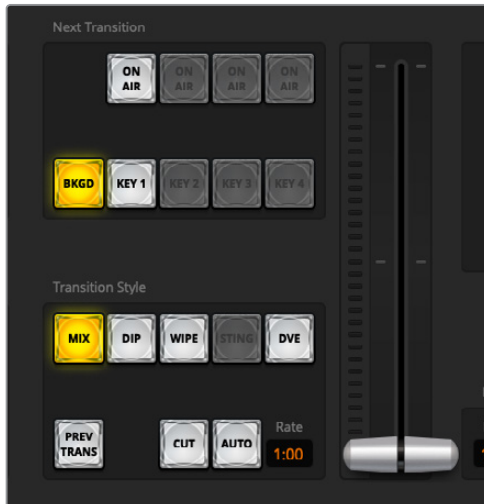 Next Transition
ON AIR ON AIR ON AIR ON AIR
BKGD KEY 1 KEY 2 KEY 3 KEY 4
Transition Style
MIX DIP WIPE STING DVE
PREV TRANS CUT AUTO Rate 1:00